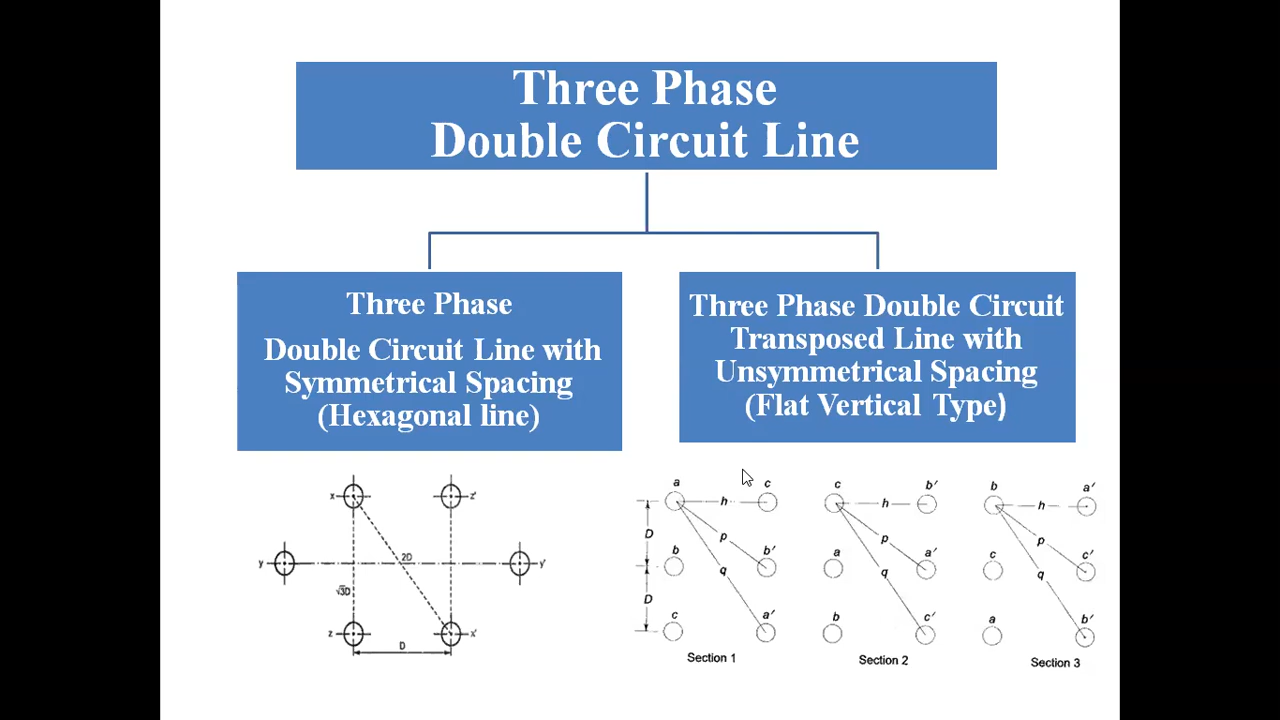 Three Phase
Double Circuit Line
Three Phase
Double Circuit Line with
Symmetrical Spacing
(Hexagonal line)
Three Phase Double Circuit
Transposed Line with
Unsymmetrical Spacing
(Flat Vertical Type)
x z'
y 2D y'
√3D
z x'
D
a h c
D p
b b'
q
D
c a'
Section 1
c h b'
p
a a'
q
b c'
Section 2
b h a'
p
c c'
q
a b'
Section 3